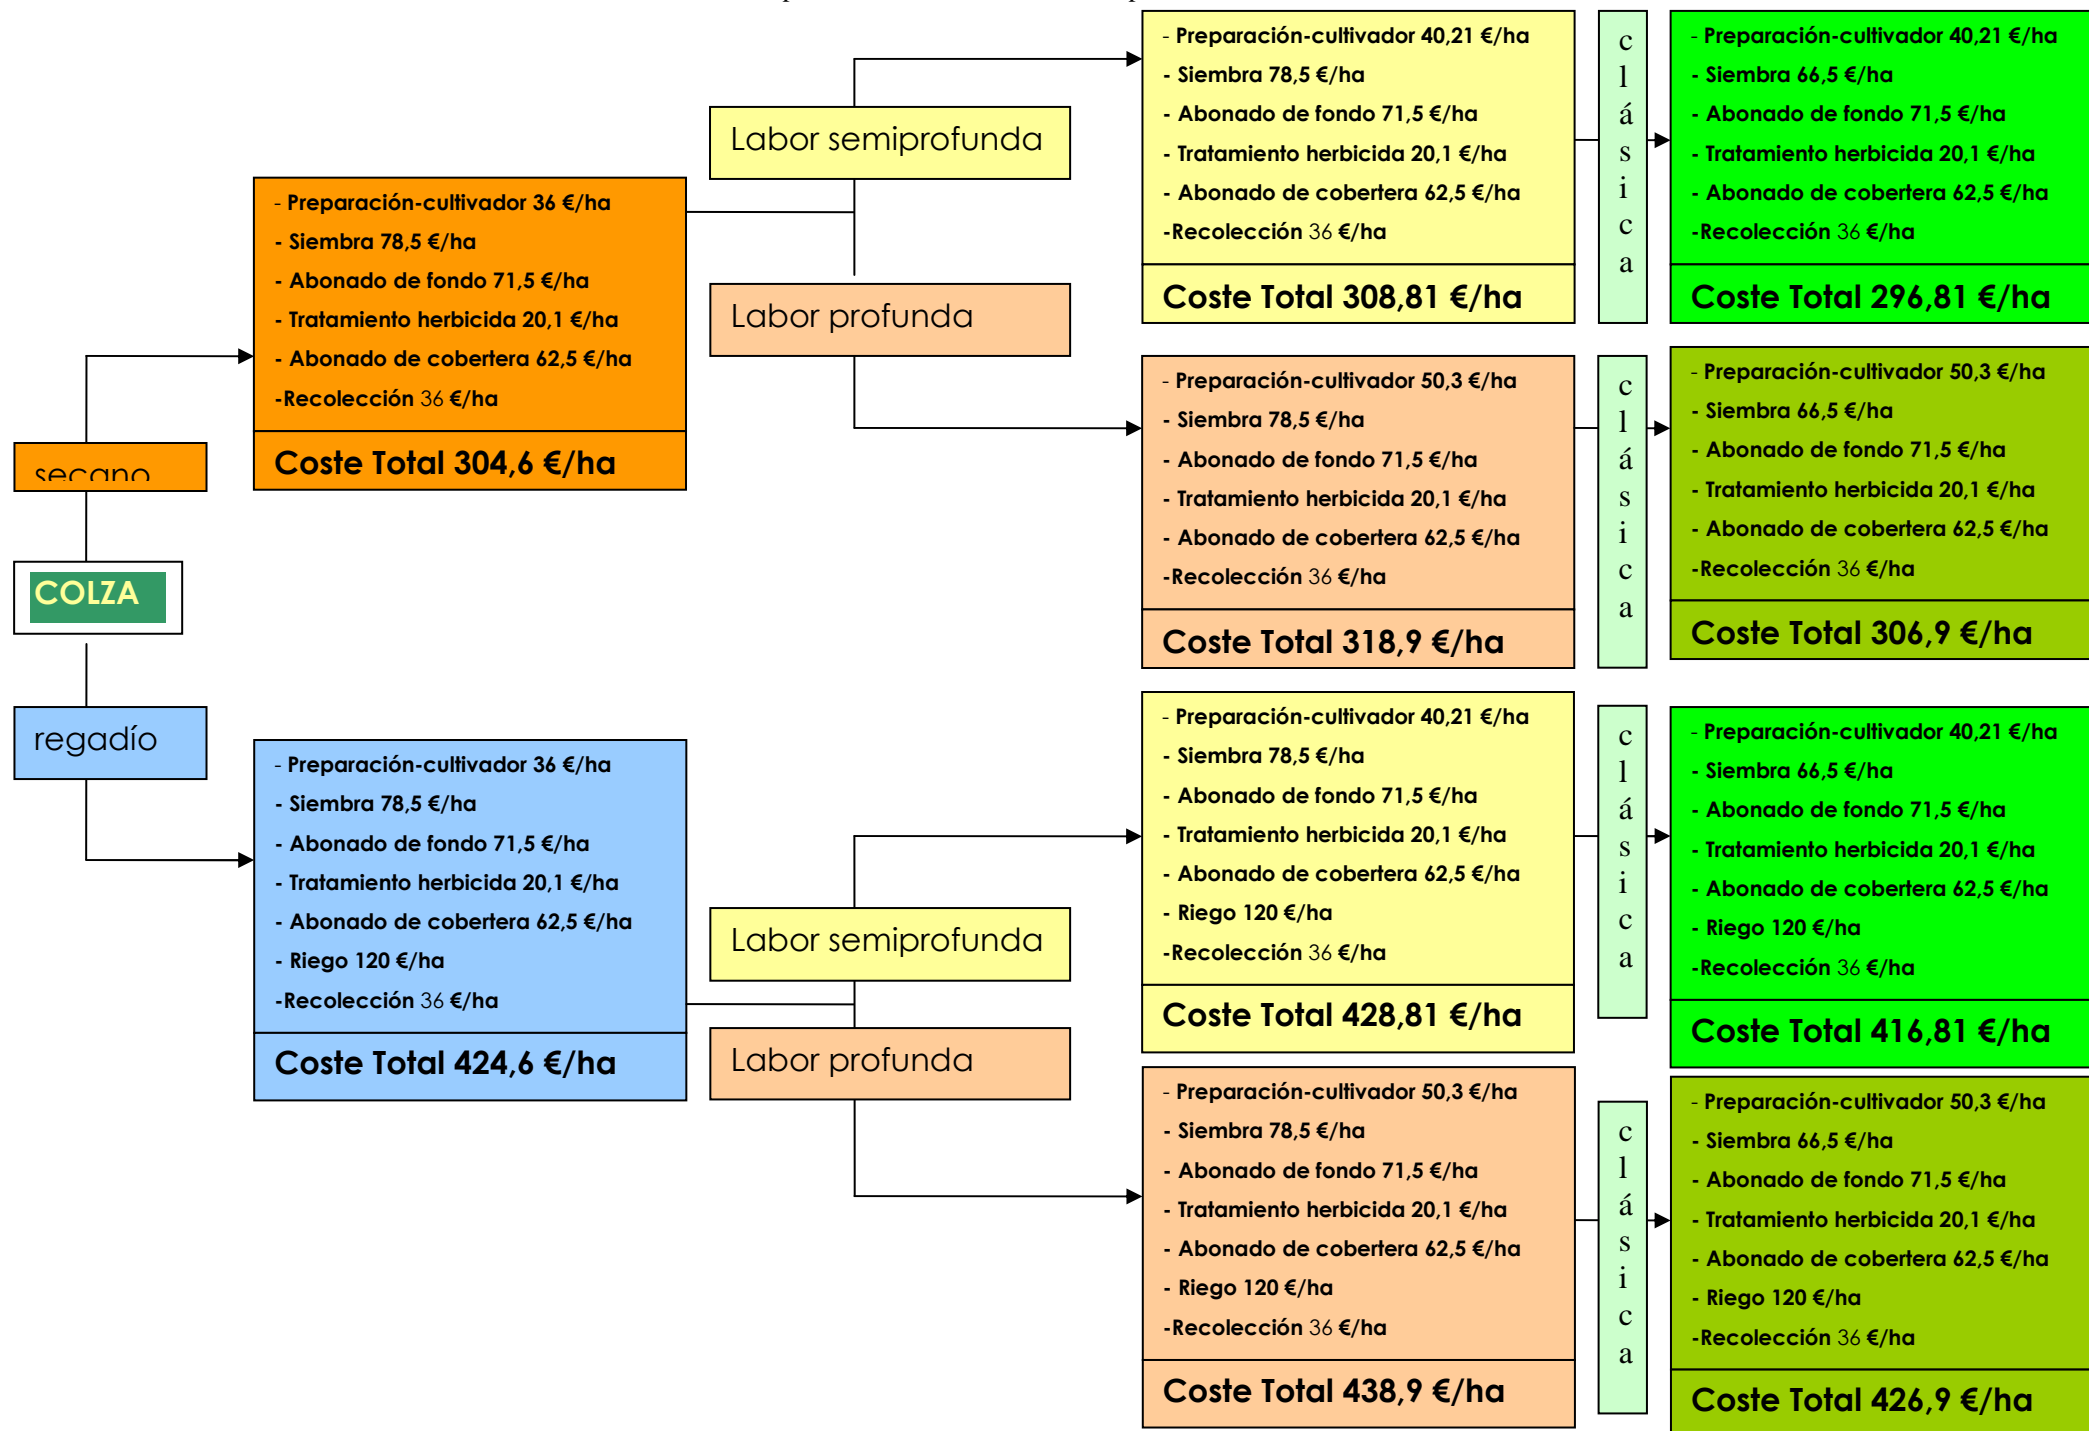 COLZA
secano
- Preparación-cultivador 36 €/ha
- Siembra 78,5 €/ha
- Abonado de fondo 71,5 €/ha
- Tratamiento herbicida 20,1 €/ha
- Abonado de cobertera 62,5 €/ha
-Recolección 36 €/ha
Coste Total 304,6 €/ha
Labor semiprofunda
- Preparación-cultivador 40,21 €/ha
- Siembra 78,5 €/ha
- Abonado de fondo 71,5 €/ha
- Tratamiento herbicida 20,1 €/ha
- Abonado de cobertera 62,5 €/ha
-Recolección 36 €/ha
Coste Total 308,81 €/ha
clásica
- Preparación-cultivador 40,21 €/ha
- Siembra 66,5 €/ha
- Abonado de fondo 71,5 €/ha
- Tratamiento herbicida 20,1 €/ha
- Abonado de cobertera 62,5 €/ha
-Recolección 36 €/ha
Coste Total 296,81 €/ha
Labor profunda
- Preparación-cultivador 50,3 €/ha
- Siembra 78,5 €/ha
- Abonado de fondo 71,5 €/ha
- Tratamiento herbicida 20,1 €/ha
- Abonado de cobertera 62,5 €/ha
-Recolección 36 €/ha
Coste Total 318,9 €/ha
clásica
- Preparación-cultivador 50,3 €/ha
- Siembra 66,5 €/ha
- Abonado de fondo 71,5 €/ha
- Tratamiento herbicida 20,1 €/ha
- Abonado de cobertera 62,5 €/ha
-Recolección 36 €/ha
Coste Total 306,9 €/ha
regadío
- Preparación-cultivador 36 €/ha
- Siembra 78,5 €/ha
- Abonado de fondo 71,5 €/ha
- Tratamiento herbicida 20,1 €/ha
- Abonado de cobertera 62,5 €/ha
- Riego 120 €/ha
-Recolección 36 €/ha
Coste Total 424,6 €/ha
Labor semiprofunda
- Preparación-cultivador 40,21 €/ha
- Siembra 78,5 €/ha
- Abonado de fondo 71,5 €/ha
- Tratamiento herbicida 20,1 €/ha
- Abonado de cobertera 62,5 €/ha
- Riego 120 €/ha
-Recolección 36 €/ha
Coste Total 428,81 €/ha
clásica
- Preparación-cultivador 40,21 €/ha
- Siembra 66,5 €/ha
- Abonado de fondo 71,5 €/ha
- Tratamiento herbicida 20,1 €/ha
- Abonado de cobertera 62,5 €/ha
- Riego 120 €/ha
-Recolección 36 €/ha
Coste Total 416,81 €/ha
Labor profunda
- Preparación-cultivador 50,3 €/ha
- Siembra 78,5 €/ha
- Abonado de fondo 71,5 €/ha
- Tratamiento herbicida 20,1 €/ha
- Abonado de cobertera 62,5 €/ha
- Riego 120 €/ha
-Recolección 36 €/ha
Coste Total 438,9 €/ha
clásica
- Preparación-cultivador 50,3 €/ha
- Siembra 66,5 €/ha
- Abonado de fondo 71,5 €/ha
- Tratamiento herbicida 20,1 €/ha
- Abonado de cobertera 62,5 €/ha
- Riego 120 €/ha
-Recolección 36 €/ha
Coste Total 426,9 €/ha